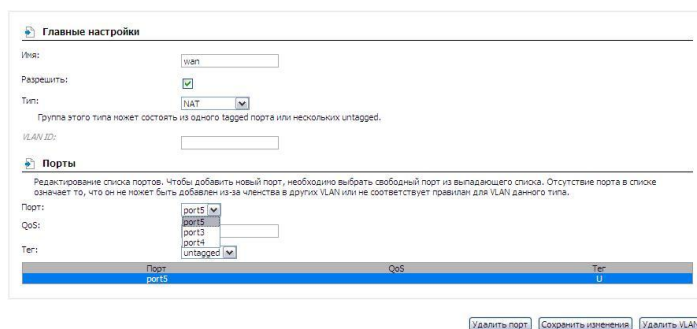 Главные настройки
Имя:
wan
Разрешить:
Тип:
NAT
Группа этого типа может состоять из одного tagged порта или нескольких untagged.
VLAN ID:
Порты
Редактирование списка портов. Чтобы добавить новый порт, необходимо выбрать свободный порт из выпадающего списка. Отсутствие порта в списке
означает то, что он не может быть добавлен из-за членства в других VLAN или не соответствует правилам для VLAN данного типа.
Порт:
port5
port5
QoS:
port3
port4
Тег:
untagged
Порт QoS Тег
port5 U
Удалить порт Сохранить изменения Удалить VLAN